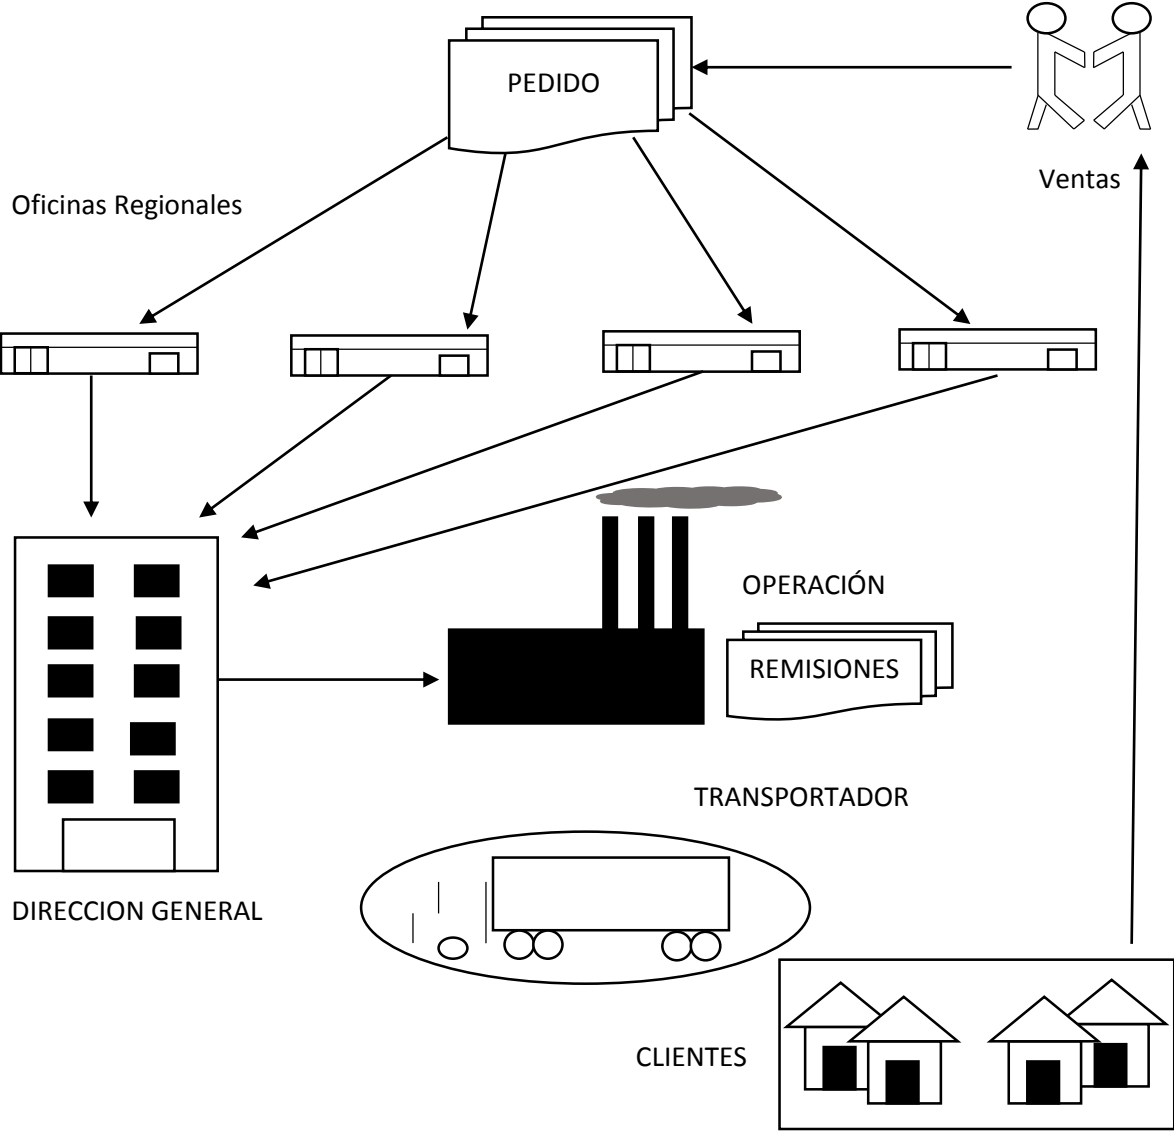 PEDIDO
Ventas
Oficinas Regionales
OPERACIÓN
REMISIONES
TRANSPORTADOR
DIRECCION GENERAL
CLIENTES